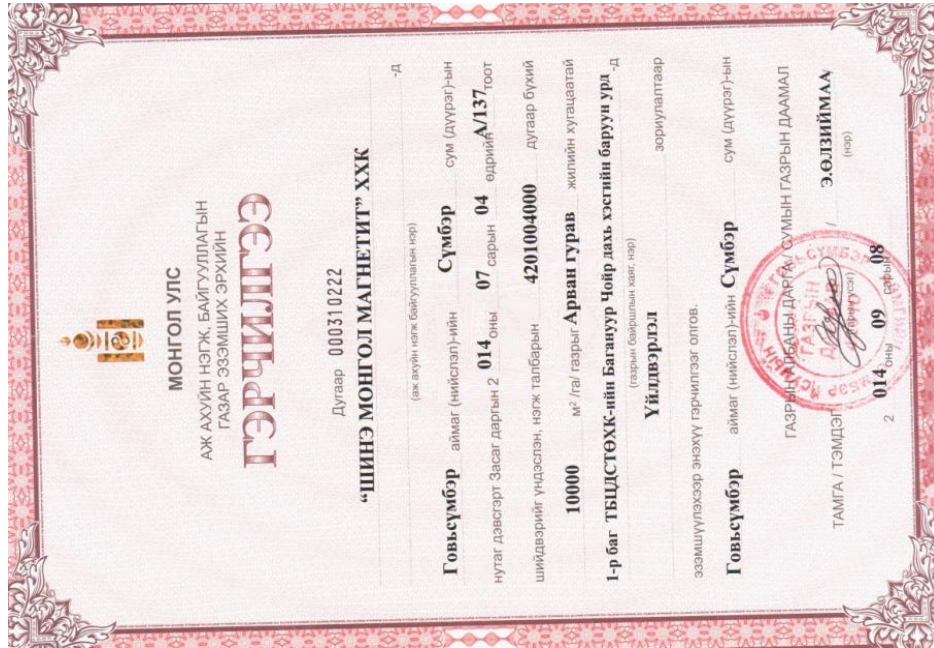 МОНГОЛ УЛС
АЖ АХУЙН НЭГЖ, БАЙГУУЛЛАГЫН
ГАЗАР ЭЗЭМШИХ ЭРХИЙН
ГЭРЧИЛГЭЭ
Дугаар 000310222
“ШИНЭ МОНГОЛ МАГНЕТИТ” ХХК -д
(аж ахуйн нэгж байгууллагын нэр)
Говьсүмбэр аймаг (нийслэл)-ийн Сүмбэр сум (дүүрэг)-ын
нутаг дэвсгэрт Засаг даргын 2 014 оны 07 сарын 04 өдрийн А/137 тоот
шийдвэрийг үндэслэн, нэгж талбарын 4201004000 дугаар бүхий
10000 м² /га/ газрыг Арван гурав жилийн хугацаатай
1-р баг ТБЦДСТӨХК-ийн Багануур Чойр дахь хэсгийн баруун урд -д
(газрын байршлын хаяг, нэр)
Үйлдвэрлэл зориулалтаар
эзэмшүүлэхээр энэхүү гэрчилгээг олгов.
Говьсүмбэр аймаг (нийслэл)-ийн Сүмбэр сум (дүүрэг)-ын
ГАЗРЫН АЛБАНЫ ДАРГА / СУМЫН ГАЗРЫН ДААМАЛ
ТАМГА / ТЭМДЭГ / Э.ӨЛЗИЙМАА
(гарын үсэг) (нэр)
2 014 оны 09 сарын 08